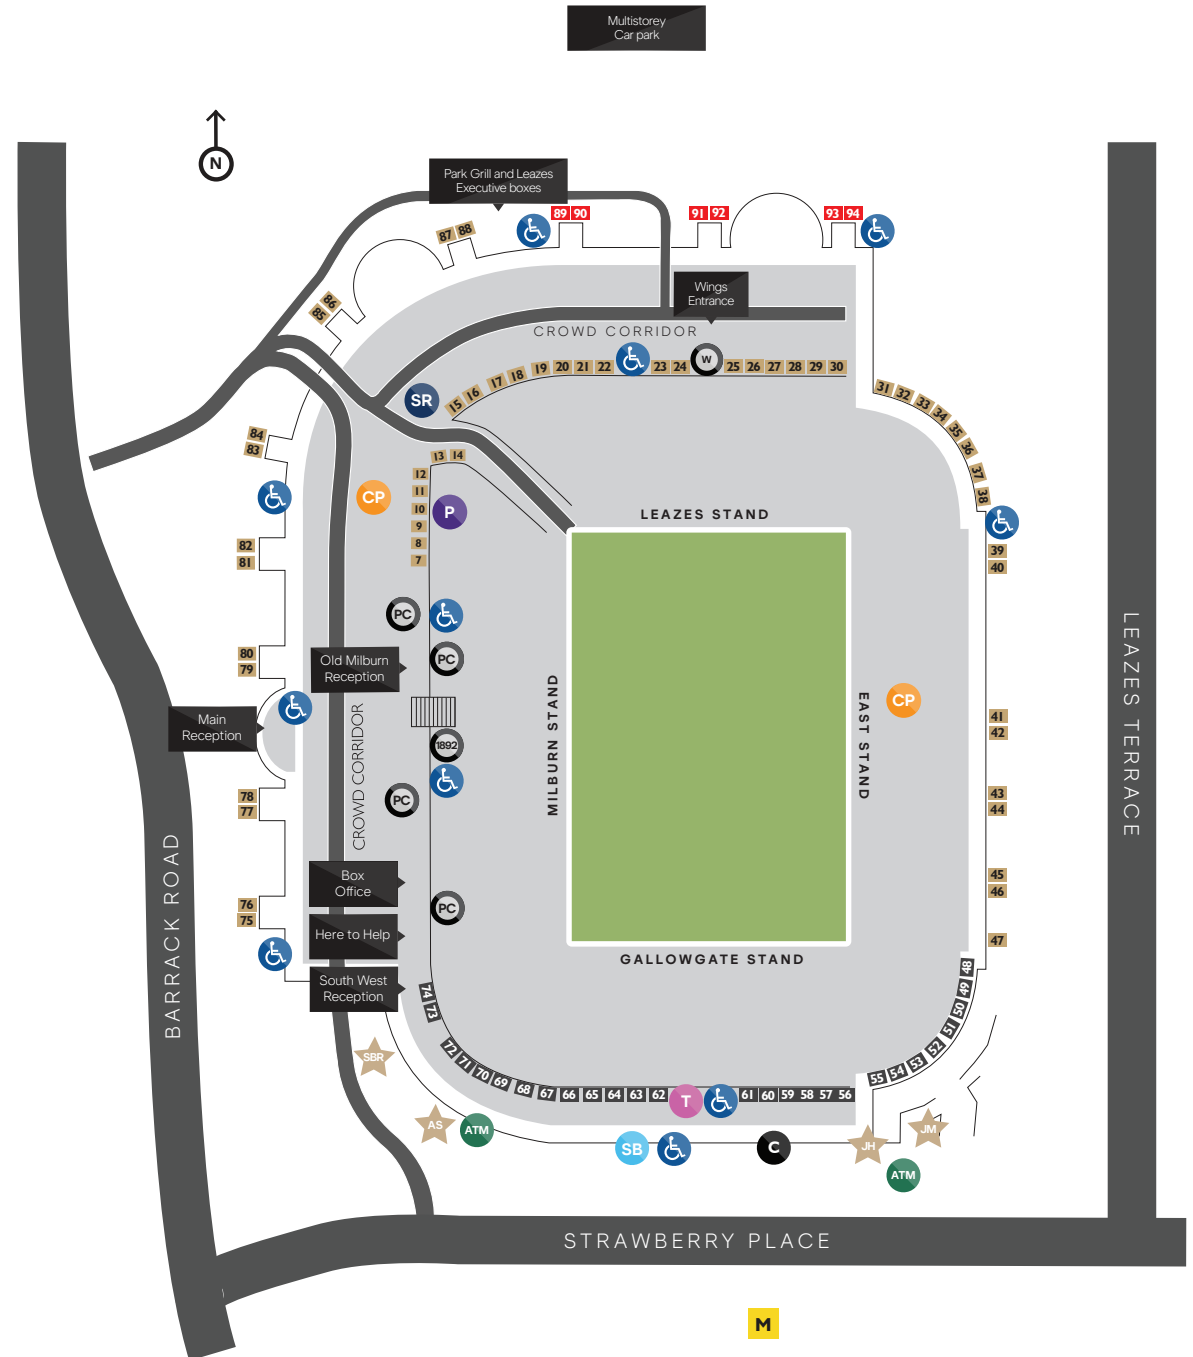 Multistorey
Car park
N
Park Grill and Leazes
Executive boxes
89 90
91 92
93 94
87 88
86
85
Wings
Entrance
CROWD CORRIDOR
W
15 16 17 18 19 20 21 22 23 24 25 26 27 28 29 30
SR
31 32 33 34 35 36 37 38
84
83
13 14
12
11
10
9
8
7
CP
P
LEAZES STAND
82
81
39
40
PC
80
79
Old Milburn
Reception
PC
LEAZES TERRACE
MILBURN STAND
EAST STAND
CP
Main
Reception
CROWD CORRIDOR
1892
41
42
78
77
PC
43
44
BARRACK ROAD
Box
Office
45
46
76
75
PC
Here to Help
47
GALLOWGATE STAND
South West
Reception
74
73
48
49
50
51
52
53
54
55
72 71 70 69 68 67 66 65 64 63 62
T
61 60 59 58 57 56
SBR
AS
ATM
SB
C
JH
JM
ATM
STRAWBERRY PLACE
M